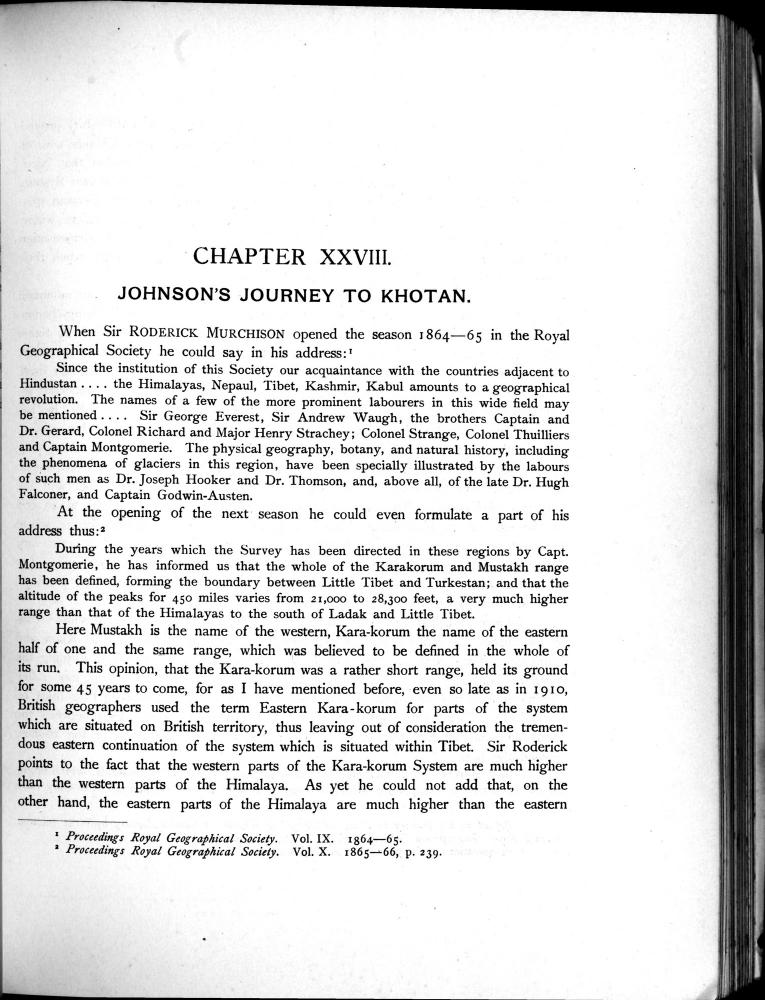 CHAPTER XXVIII.
JOHNSON'S JOURNEY TO KHOTAN.
When Sir RODERICK MURCHISON opened the season 1864—65 in the Royal
Geographical Society he could say in his address:¹
Since the institution of this Society our acquaintance with the countries adjacent to
Hindustan .... the Himalayas, Nepaul, Tibet, Kashmir, Kabul amounts to a geographical
revolution. The names of a few of the more prominent labourers in this wide field may
be mentioned .... Sir George Everest, Sir Andrew Waugh, the brothers Captain and
Dr. Gerard, Colonel Richard and Major Henry Strachey; Colonel Strange, Colonel Thuilliers
and Captain Montgomerie. The physical geography, botany, and natural history, including
the phenomena of glaciers in this region, have been specially illustrated by the labours
of such men as Dr. Joseph Hooker and Dr. Thomson, and, above all, of the late Dr. Hugh
Falconer, and Captain Godwin-Austen.
At the opening of the next season he could even formulate a part of his
address thus:²
During the years which the Survey has been directed in these regions by Capt.
Montgomerie, he has informed us that the whole of the Karakorum and Mustakh range
has been defined, forming the boundary between Little Tibet and Turkestan; and that the
altitude of the peaks for 450 miles varies from 21,000 to 28,300 feet, a very much higher
range than that of the Himalayas to the south of Ladak and Little Tibet.
Here Mustakh is the name of the western, Kara-korum the name of the eastern
half of one and the same range, which was believed to be defined in the whole of
its run. This opinion, that the Kara-korum was a rather short range, held its ground
for some 45 years to come, for as I have mentioned before, even so late as in 1910,
British geographers used the term Eastern Kara-korum for parts of the system
which are situated on British territory, thus leaving out of consideration the tremen-
dous eastern continuation of the system which is situated within Tibet. Sir Roderick
points to the fact that the western parts of the Kara-korum System are much higher
than the western parts of the Himalaya. As yet he could not add that, on the
other hand, the eastern parts of the Himalaya are much higher than the eastern
¹ Proceedings Royal Geographical Society. Vol. IX. 1864—65.
² Proceedings Royal Geographical Society. Vol. X. 1865—66, p. 239.